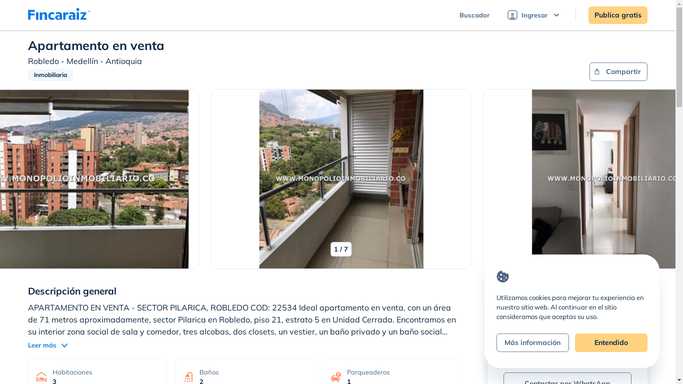 Fincaraiz
Buscador
Ingresar
Publica gratis
Apartamento en venta
Robledo - Medellín - Antioquia
Inmobiliaria
Compartir
WWW.MONOPOLIOINMOBILIARIO.CO
WWW.MONOPOLIOINMOBILIARIO.CO
WWW.MONOPOLIOINMOBILIARIO.C
1 / 7
Descripción general
APARTAMENTO EN VENTA - SECTOR PILARICA, ROBLEDO COD: 22534 Ideal apartamento en venta, con un área
de 71 metros aproximadamente, sector Pilarica en Robledo, piso 21, estrato 5 en Unidad Cerrada. Encontramos en
su interior zona social de sala y comedor, tres alcobas, dos closets, un vestier, un baño privado y un baño social...
Leer más
Habitaciones
3
Baños
2
Parqueaderos
1
Utilizamos cookies para mejorar tu experiencia en
nuestro sitio web. Al continuar en el sitio
consideramos que aceptas su uso.
Más información
Entendido
Contactar por WhatsApp